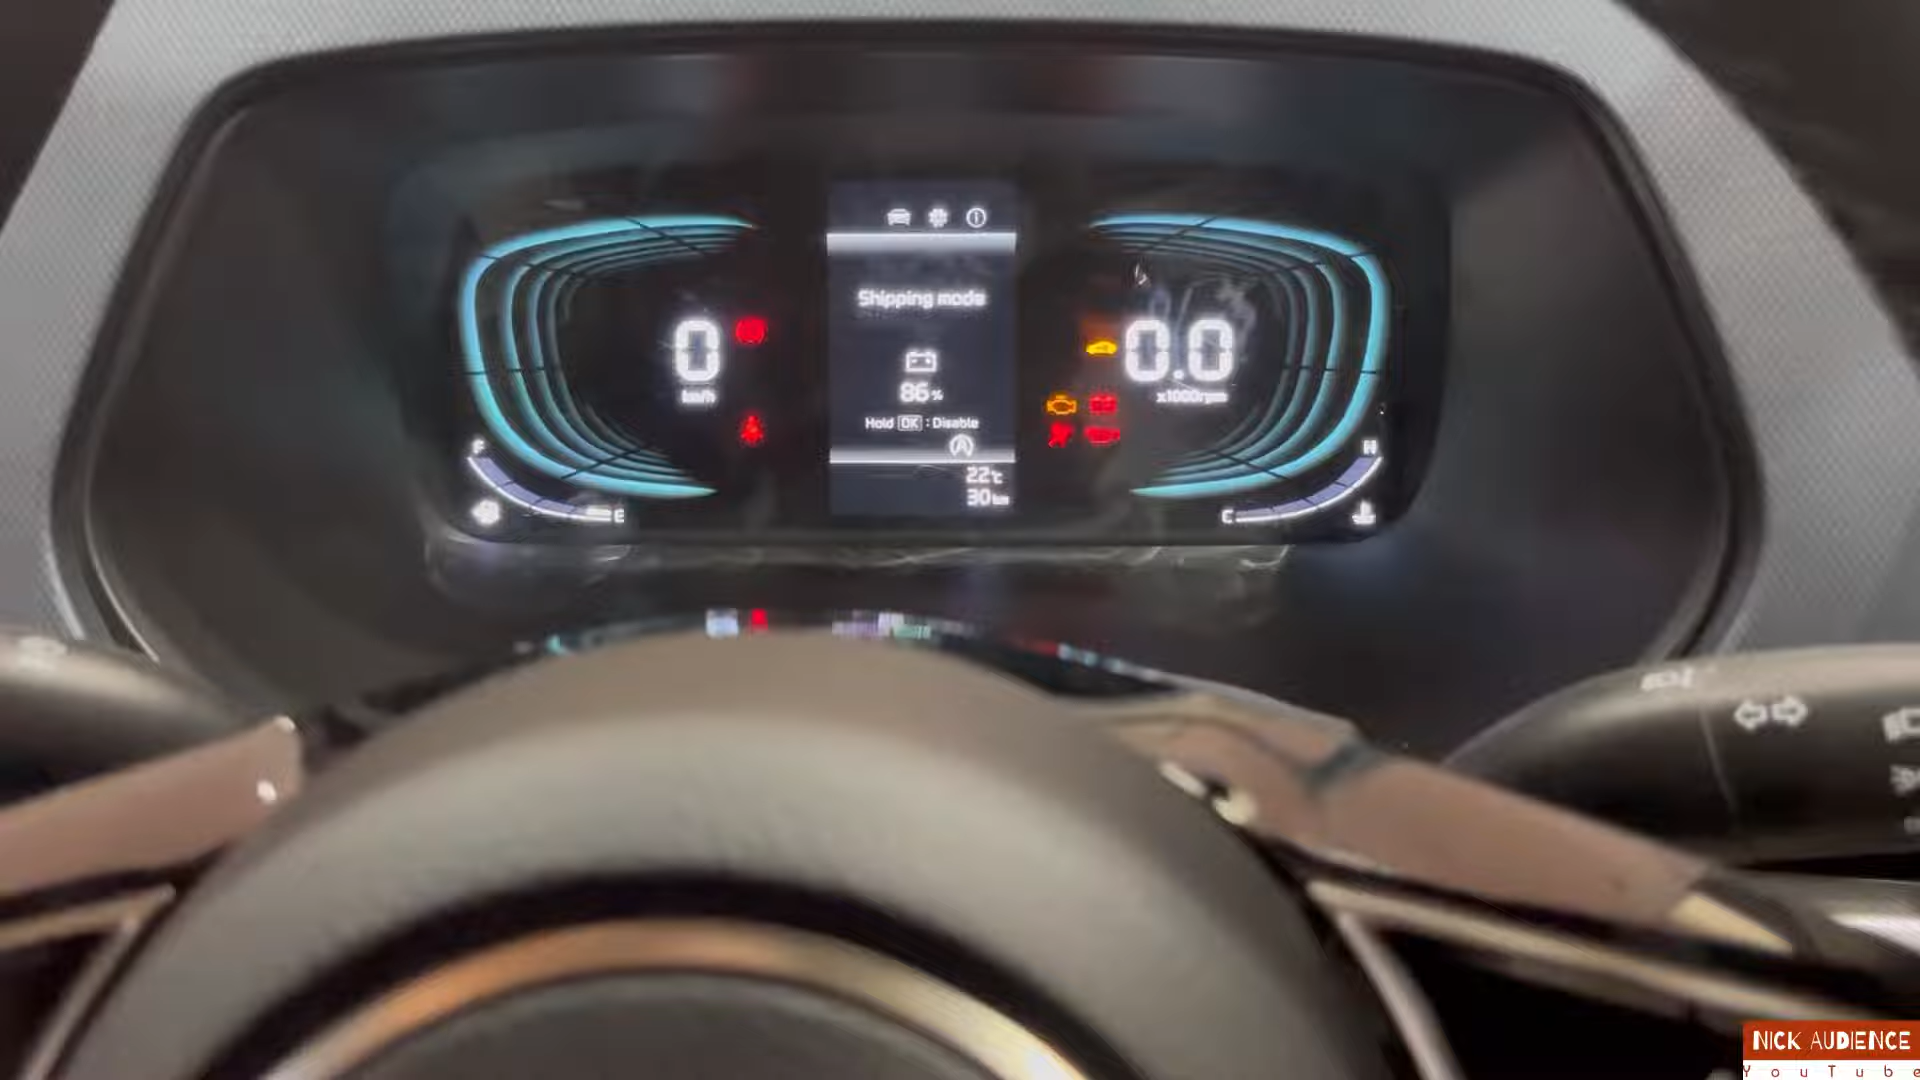 Shipping mode
0
km/h
86%
Hold OK : Disable
0.0
x1000rpm
F
E
22℃
30km
H
C
NICK AUDIENCE
YouTube